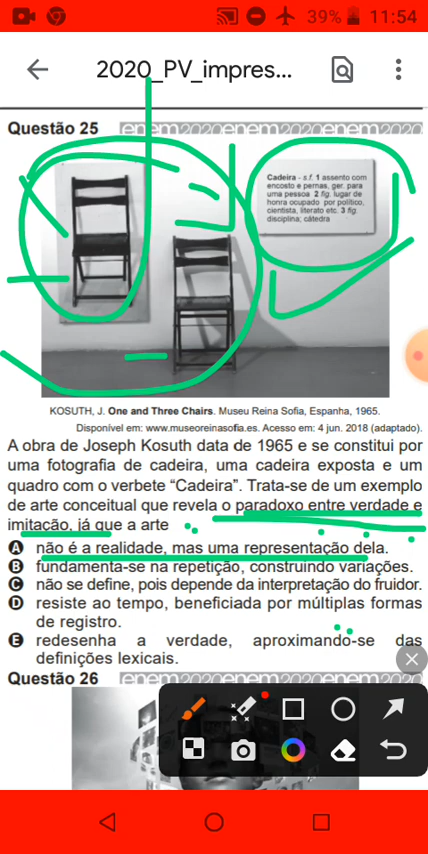 39% 11:54
2020_PV_impres...
Questão 25 enem2020enem2020enem2020
Cadeira - s.f. 1 assento com
encosto e pernas, ger. para
uma pessoa 2 fig. lugar de
honra ocupado por político,
cientista, literato etc. 3 fig.
disciplina; cátedra
KOSUTH, J. One and Three Chairs. Museu Reina Sofia, Espanha, 1965.
Disponível em: www.museoreinasofia.es. Acesso em: 4 jun. 2018 (adaptado).
A obra de Joseph Kosuth data de 1965 e se constitui por
uma fotografia de cadeira, uma cadeira exposta e um
quadro com o verbete “Cadeira”. Trata-se de um exemplo
de arte conceitual que revela o paradoxo entre verdade e
imitação, já que a arte
A não é a realidade, mas uma representação dela.
B fundamenta-se na repetição, construindo variações.
C não se define, pois depende da interpretação do fruidor.
D resiste ao tempo, beneficiada por múltiplas formas
de registro.
E redesenha a verdade, aproximando-se das
definições lexicais.
Questão 26 enem2020enem2020enem2020